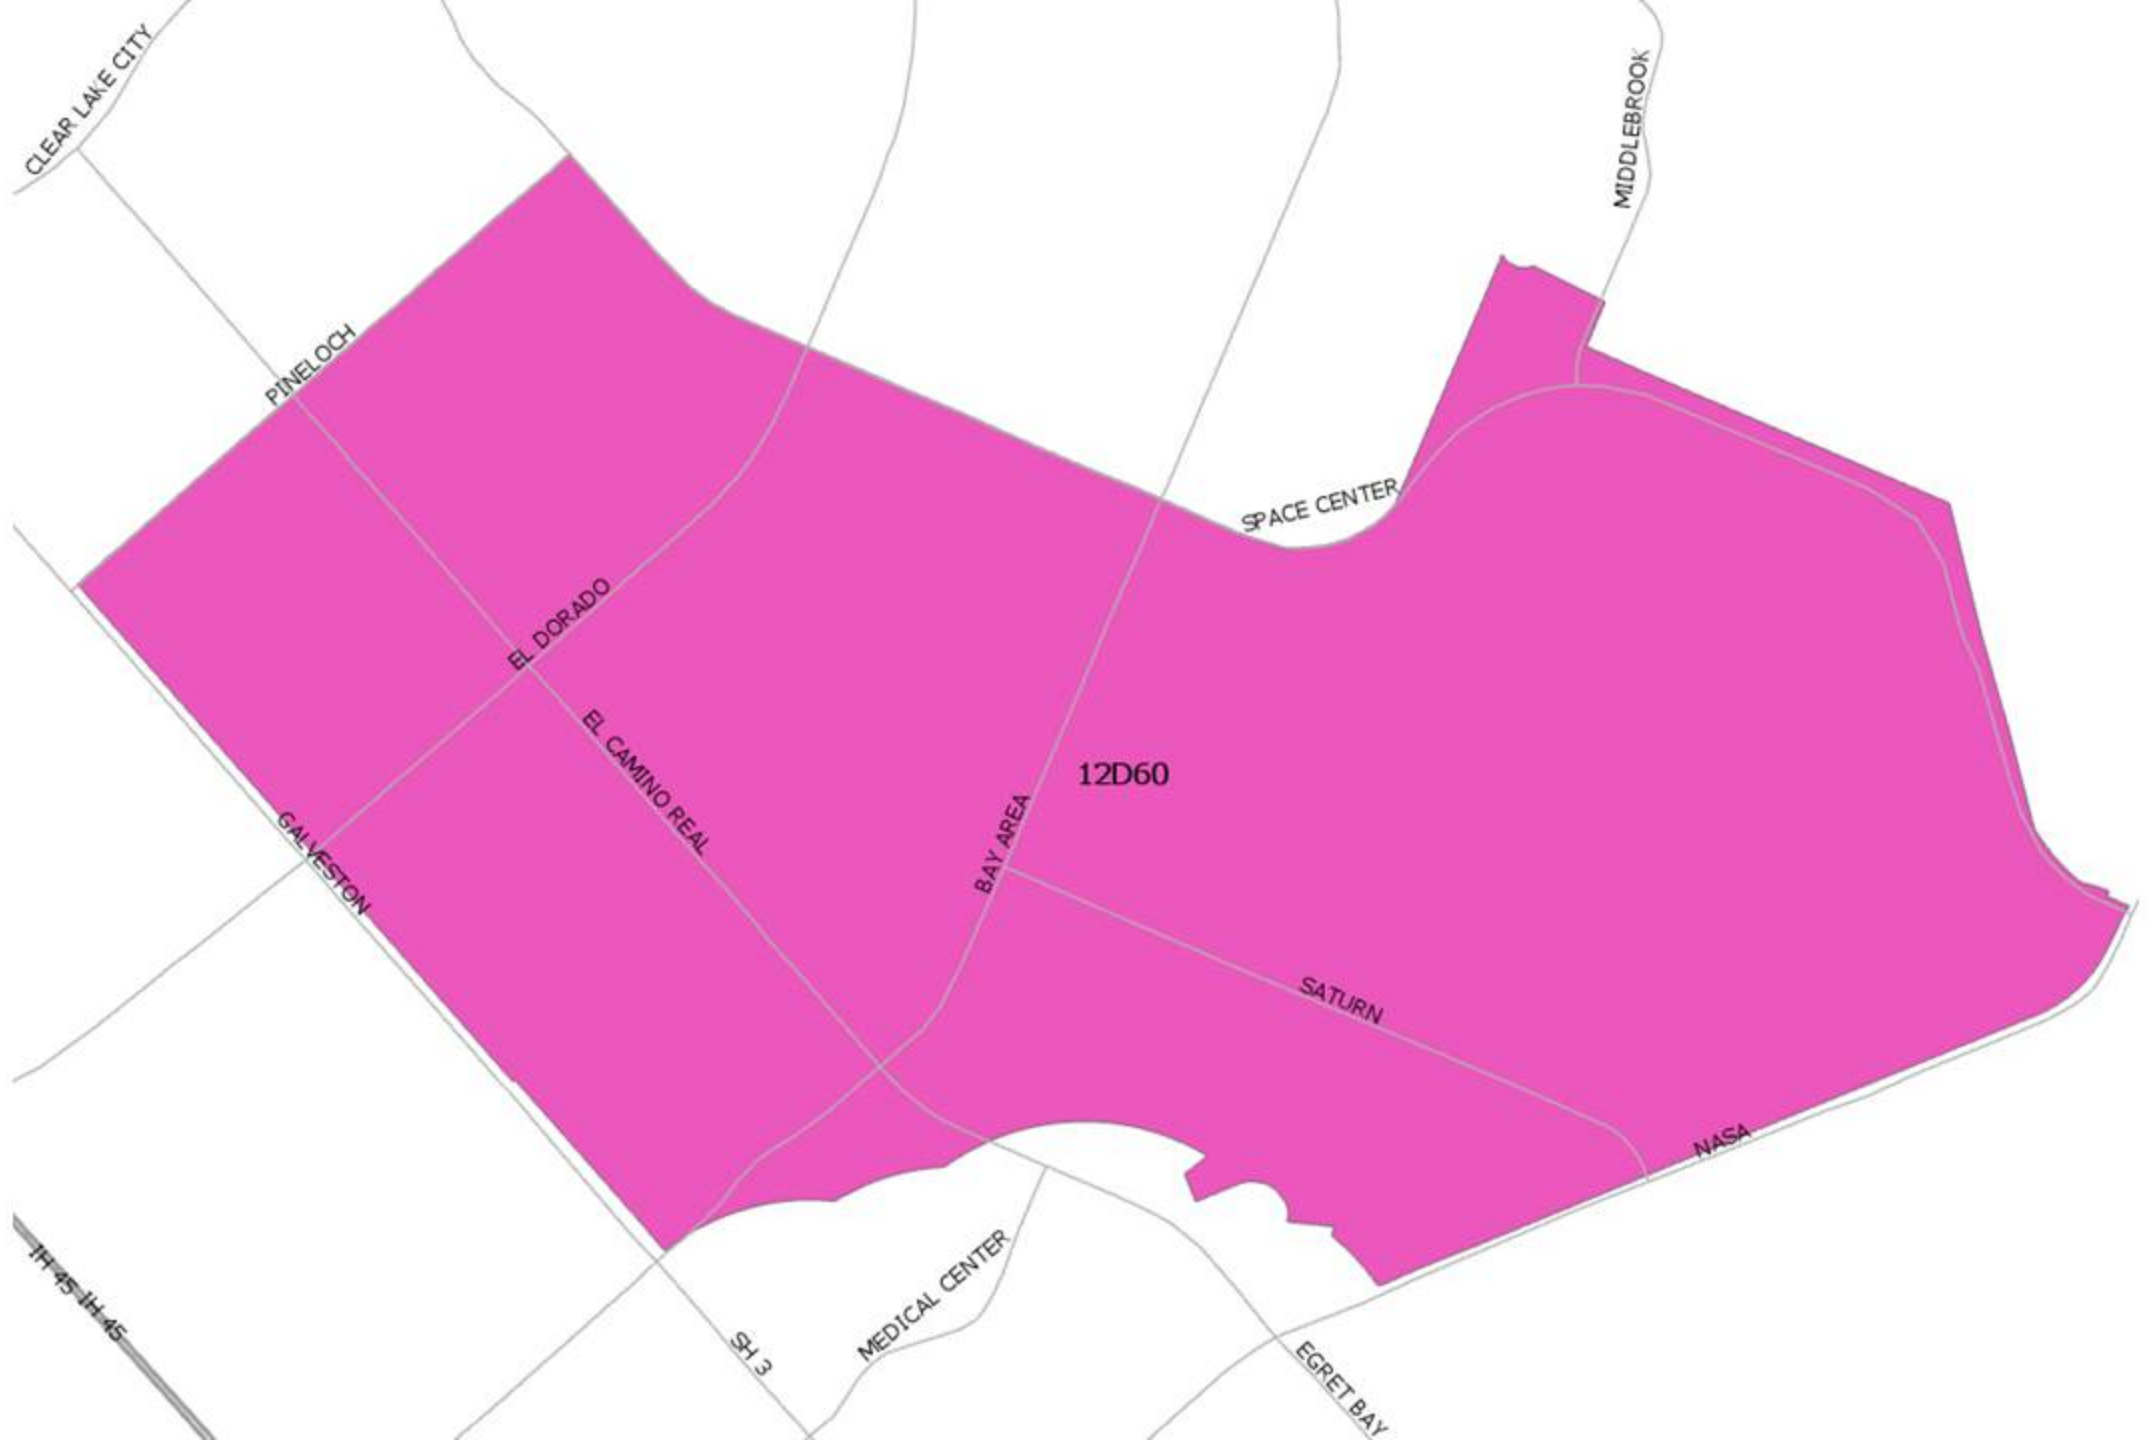 CLEAR LAKE CITY
MIDDLEBROOK
PINELOCH
SPACE CENTER
EL DORADO
EL CAMINO REAL
12D60
GALVESTON
BAY AREA
SATURN
NASA
MEDICAL CENTER
IH 45 IH 45
SH 3
EGRET BAY